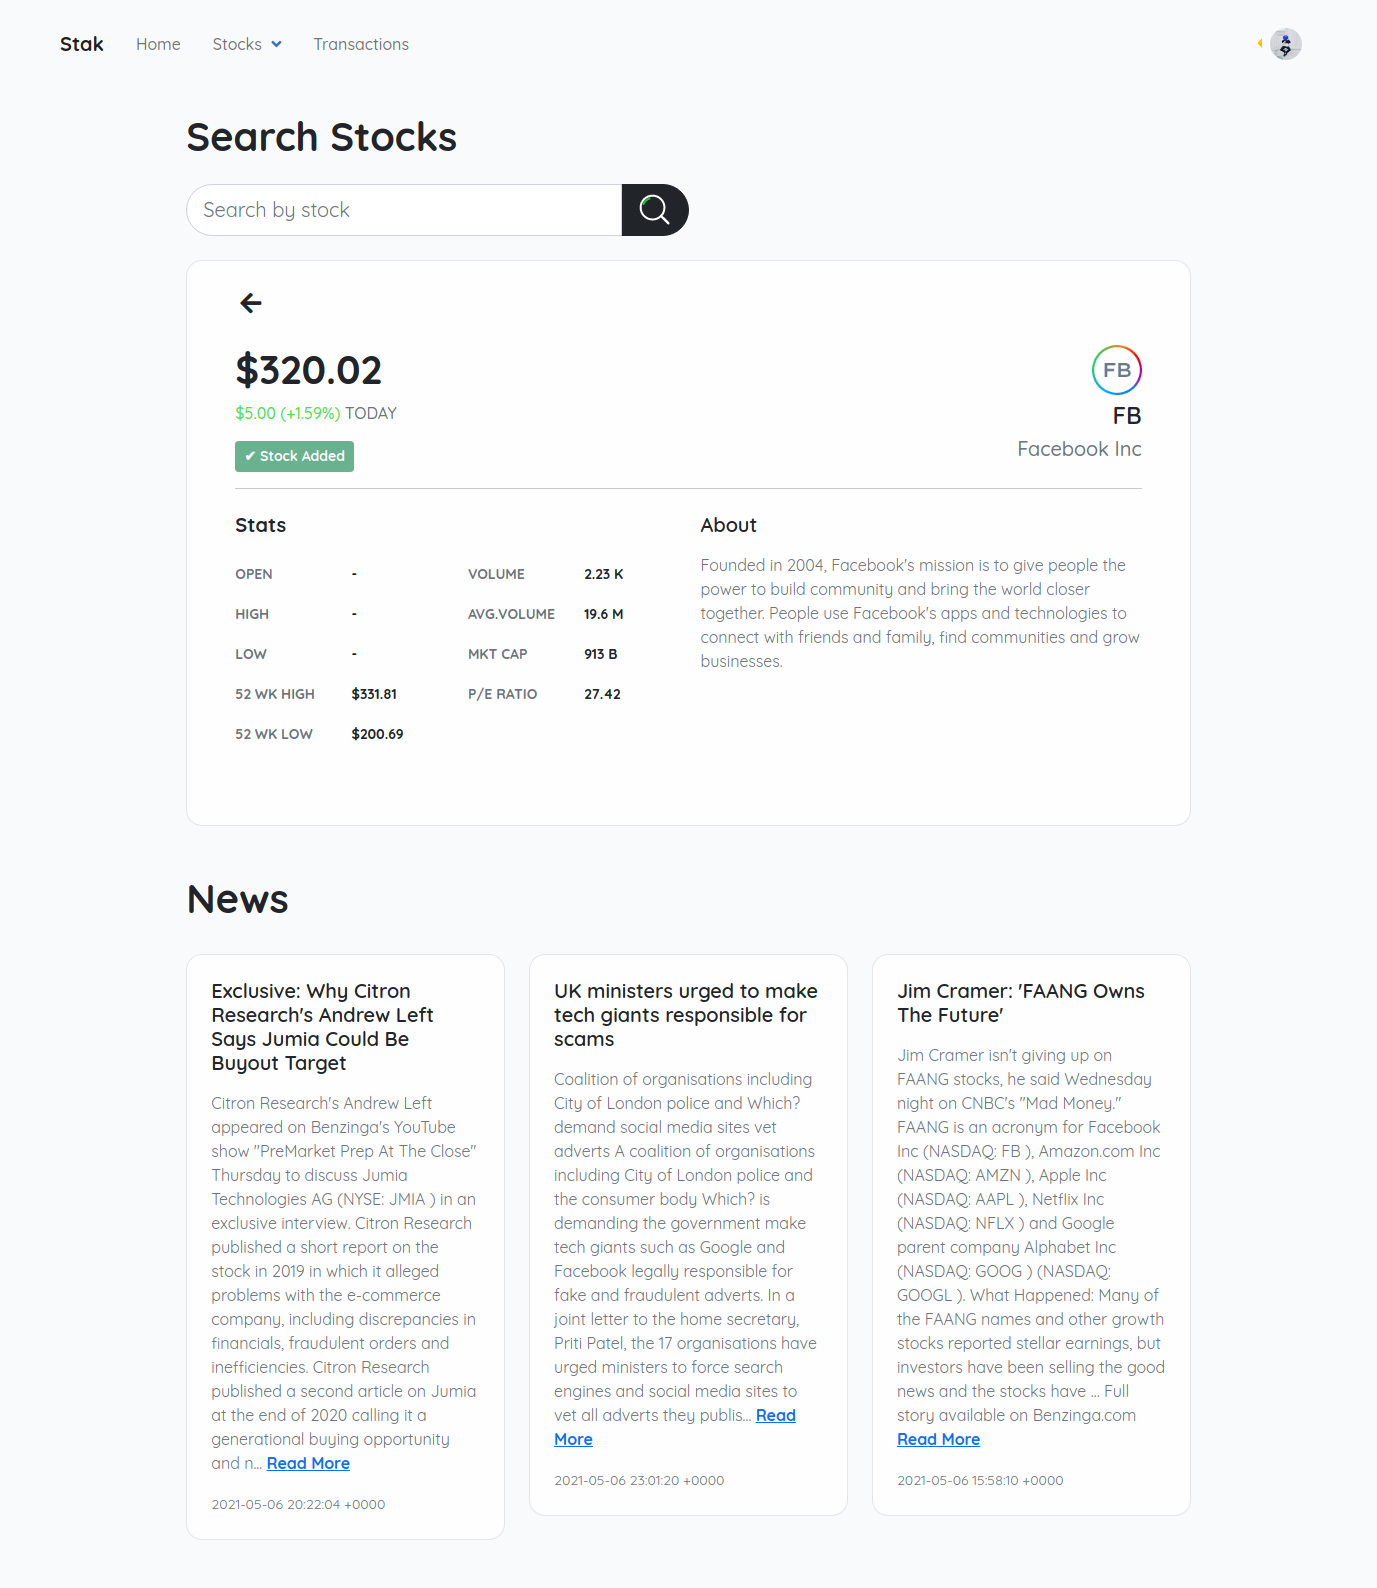 Stak Home Stocks Transactions
Search Stocks
Search by stock
$320.02
$5.00 (+1.59%) TODAY
✔ Stock Added
FB
FB
Facebook Inc
Stats
OPEN - VOLUME 2.23 K
HIGH - AVG.VOLUME 19.6 M
LOW - MKT CAP 913 B
52 WK HIGH $331.81 P/E RATIO 27.42
52 WK LOW $200.69
About
Founded in 2004, Facebook's mission is to give people the
power to build community and bring the world closer
together. People use Facebook's apps and technologies to
connect with friends and family, find communities and grow
businesses.
News
Exclusive: Why Citron
Research's Andrew Left
Says Jumia Could Be
Buyout Target
Citron Research's Andrew Left
appeared on Benzinga's YouTube
show "PreMarket Prep At The Close"
Thursday to discuss Jumia
Technologies AG (NYSE: JMIA ) in an
exclusive interview. Citron Research
published a short report on the
stock in 2019 in which it alleged
problems with the e-commerce
company, including discrepancies in
financials, fraudulent orders and
inefficiencies. Citron Research
published a second article on Jumia
at the end of 2020 calling it a
generational buying opportunity
and n... Read More
2021-05-06 20:22:04 +0000
UK ministers urged to make
tech giants responsible for
scams
Coalition of organisations including
City of London police and Which?
demand social media sites vet
adverts A coalition of organisations
including City of London police and
the consumer body Which? is
demanding the government make
tech giants such as Google and
Facebook legally responsible for
fake and fraudulent adverts. In a
joint letter to the home secretary,
Priti Patel, the 17 organisations have
urged ministers to force search
engines and social media sites to
vet all adverts they publis... Read
More
2021-05-06 23:01:20 +0000
Jim Cramer: 'FAANG Owns
The Future'
Jim Cramer isn't giving up on
FAANG stocks, he said Wednesday
night on CNBC's "Mad Money."
FAANG is an acronym for Facebook
Inc (NASDAQ: FB ), Amazon.com Inc
(NASDAQ: AMZN ), Apple Inc
(NASDAQ: AAPL ), Netflix Inc
(NASDAQ: NFLX ) and Google
parent company Alphabet Inc
(NASDAQ: GOOG ) (NASDAQ:
GOOGL ). What Happened: Many of
the FAANG names and other growth
stocks reported stellar earnings, but
investors have been selling the good
news and the stocks have ... Full
story available on Benzinga.com
Read More
2021-05-06 15:58:10 +0000